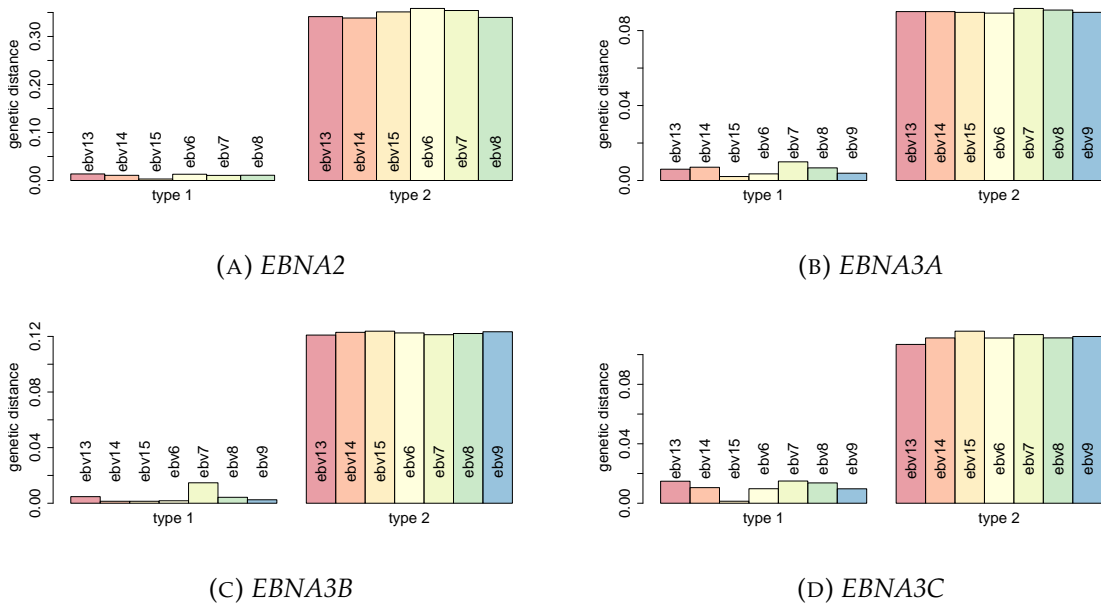 genetic distance
0.00 0.10 0.20 0.30
ebv13 ebv14 ebv15 ebv6 ebv7 ebv8
ebv13 ebv14 ebv15 ebv6 ebv7 ebv8
type 1 type 2
(A) EBNA2
genetic distance
0.00 0.04 0.08
ebv13 ebv14 ebv15 ebv6 ebv7 ebv8 ebv9
ebv13 ebv14 ebv15 ebv6 ebv7 ebv8 ebv9
type 1 type 2
(B) EBNA3A
genetic distance
0.00 0.04 0.08 0.12
ebv13 ebv14 ebv15 ebv6 ebv7 ebv8 ebv9
ebv13 ebv14 ebv15 ebv6 ebv7 ebv8 ebv9
type 1 type 2
(C) EBNA3B
genetic distance
0.00 0.04 0.08
ebv13 ebv14 ebv15 ebv6 ebv7 ebv8 ebv9
ebv13 ebv14 ebv15 ebv6 ebv7 ebv8 ebv9
type 1 type 2
(D) EBNA3C